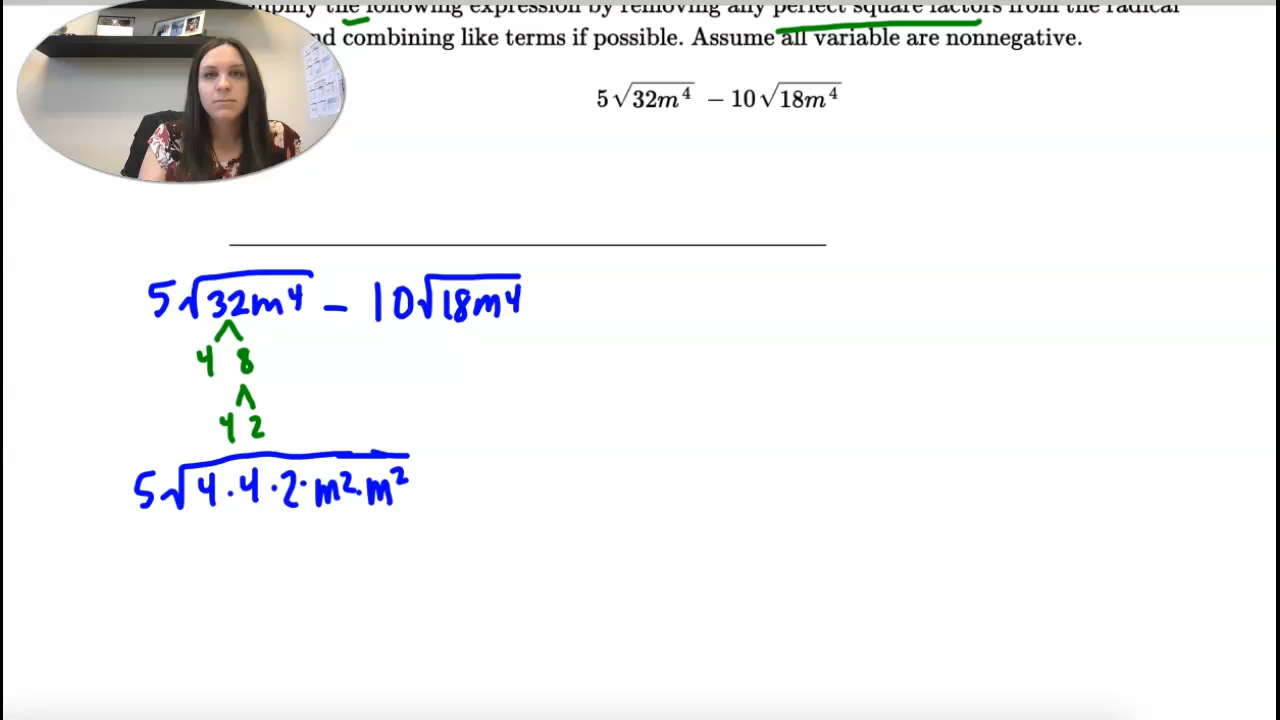 the following expression by removing any perfect square factors from the radical
nd combining like terms if possible. Assume all variable are nonnegative.
5√32m⁴ − 10√18m⁴
5√32m⁴ − 10√18m⁴
4 8
4 2
5√4·4·2·m²·m²